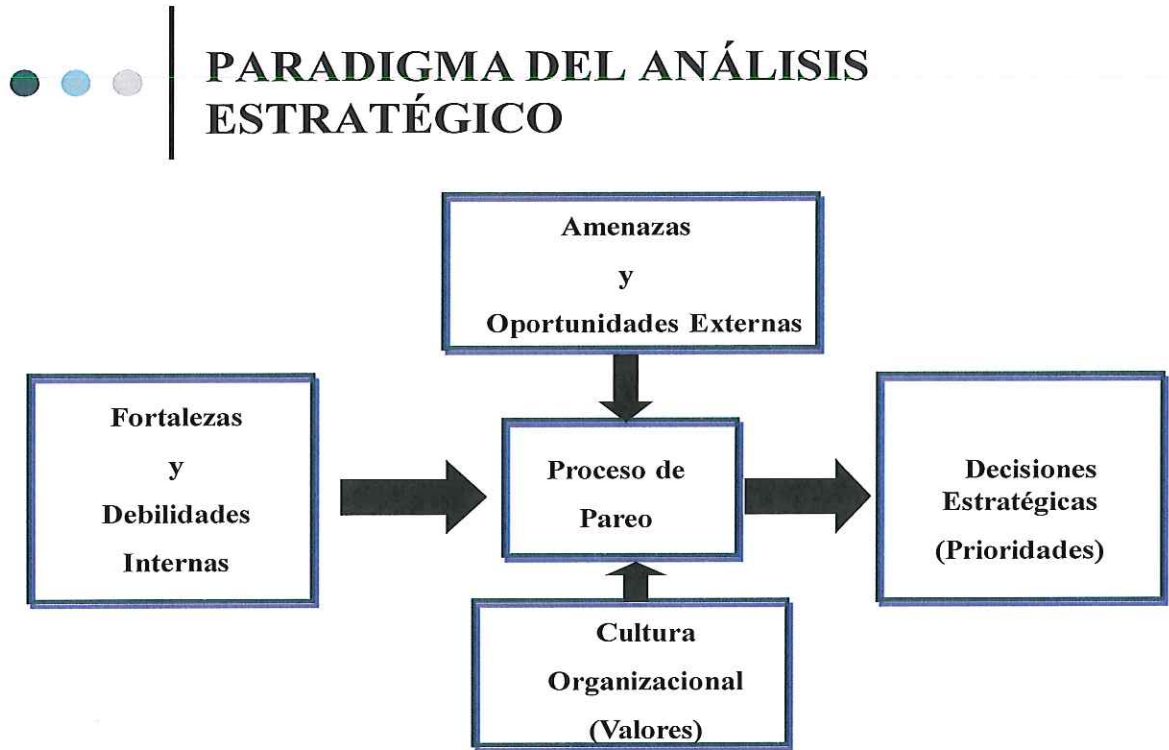 PARADIGMA DEL ANÁLISIS
ESTRATÉGICO
Amenazas
y
Oportunidades Externas
Fortalezas
y
Debilidades
Internas
Proceso de
Pareo
Decisiones
Estratégicas
(Prioridades)
Cultura
Organizacional
(Valores)